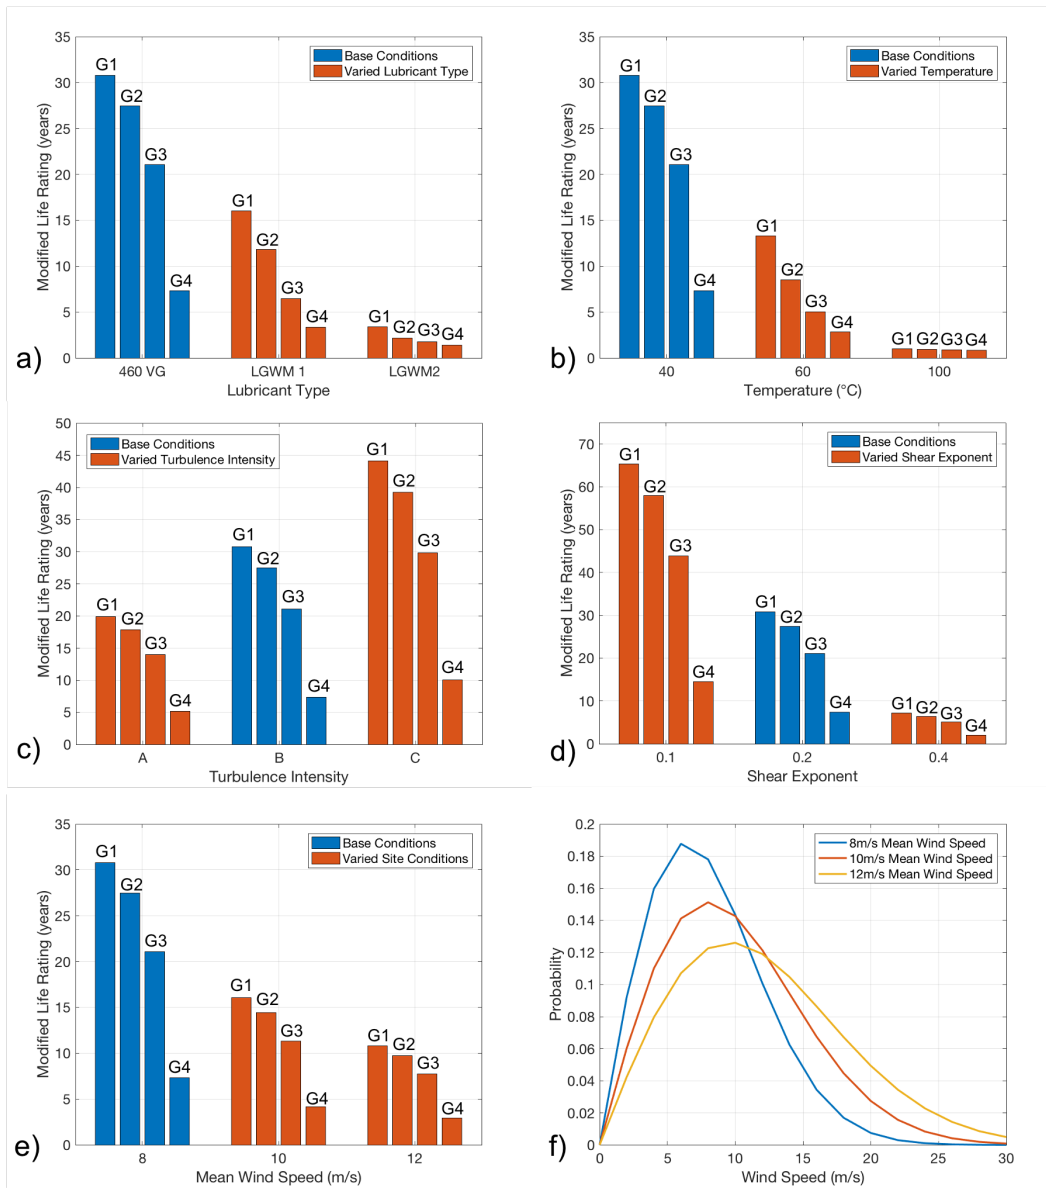 Base Conditions
Varied Lubricant Type
Modified Life Rating (years)
35
30
25
20
15
10
5
0
G1
G2
G3
G4
G1
G2
G3
G4
G1
G2
G3
G4
460 VG
LGWM 1
LGWM2
Lubricant Type
a)
Base Conditions
Varied Temperature
Modified Life Rating (years)
35
30
25
20
15
10
5
0
G1
G2
G3
G4
G1
G2
G3
G4
G1
G2
G3
G4
40
60
100
Temperature (°C)
b)
Base Conditions
Varied Turbulence Intensity
Modified Life Rating (years)
50
45
40
35
30
25
20
15
10
5
0
G1
G2
G3
G4
G1
G2
G3
G4
G1
G2
G3
G4
A
B
C
Turbulence Intensity
c)
Base Conditions
Varied Shear Exponent
Modified Life Rating (years)
70
60
50
40
30
20
10
0
G1
G2
G3
G4
G1
G2
G3
G4
G1
G2
G3
G4
0.1
0.2
0.4
Shear Exponent
d)
Base Conditions
Varied Site Conditions
Modified Life Rating (years)
35
30
25
20
15
10
5
0
G1
G2
G3
G4
G1
G2
G3
G4
G1
G2
G3
G4
8
10
12
Mean Wind Speed (m/s)
e)
8m/s Mean Wind Speed
10m/s Mean Wind Speed
12m/s Mean Wind Speed
Probability
0.2
0.18
0.16
0.14
0.12
0.1
0.08
0.06
0.04
0.02
0
0
5
10
15
20
25
30
Wind Speed (m/s)
f)